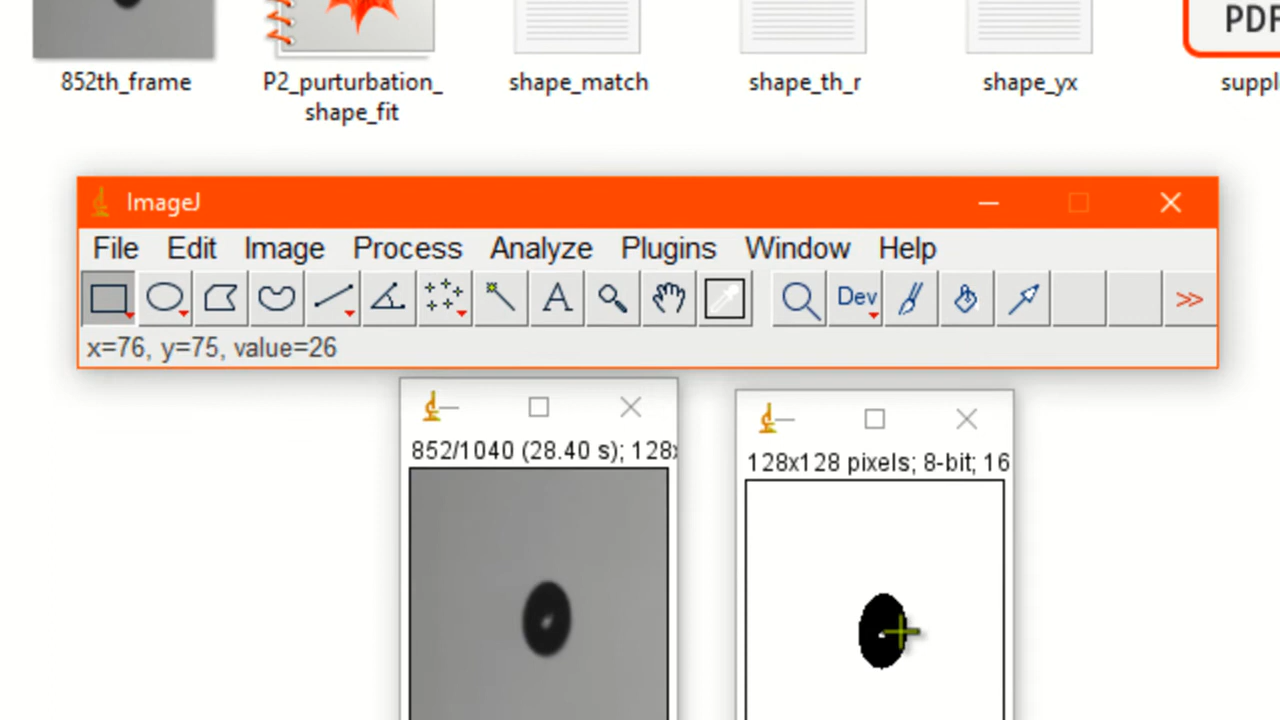 PDF
852th_frame
P2_purturbation_
shape_fit
shape_match
shape_th_r
shape_yx
suppl
ImageJ
File Edit Image Process Analyze Plugins Window Help
A Dev >>
x=76, y=75, value=26
852/1040 (28.40 s); 128x
128x128 pixels; 8-bit; 16